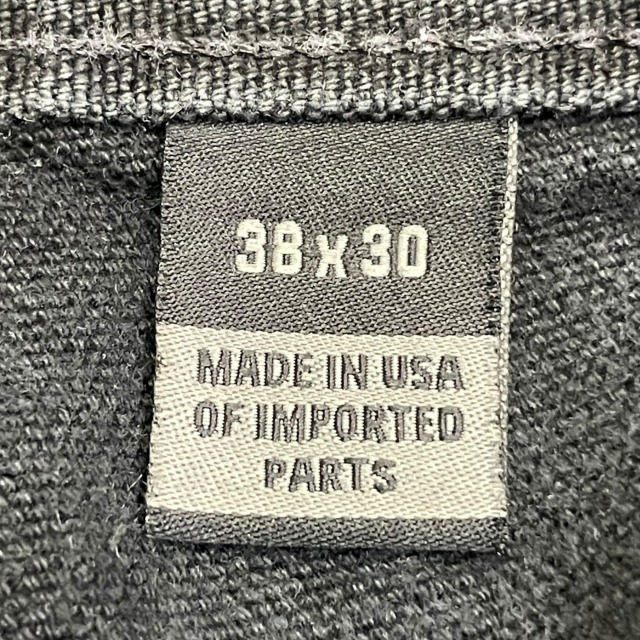 38 x 30
MADE IN USA
OF IMPORTED
PARTS